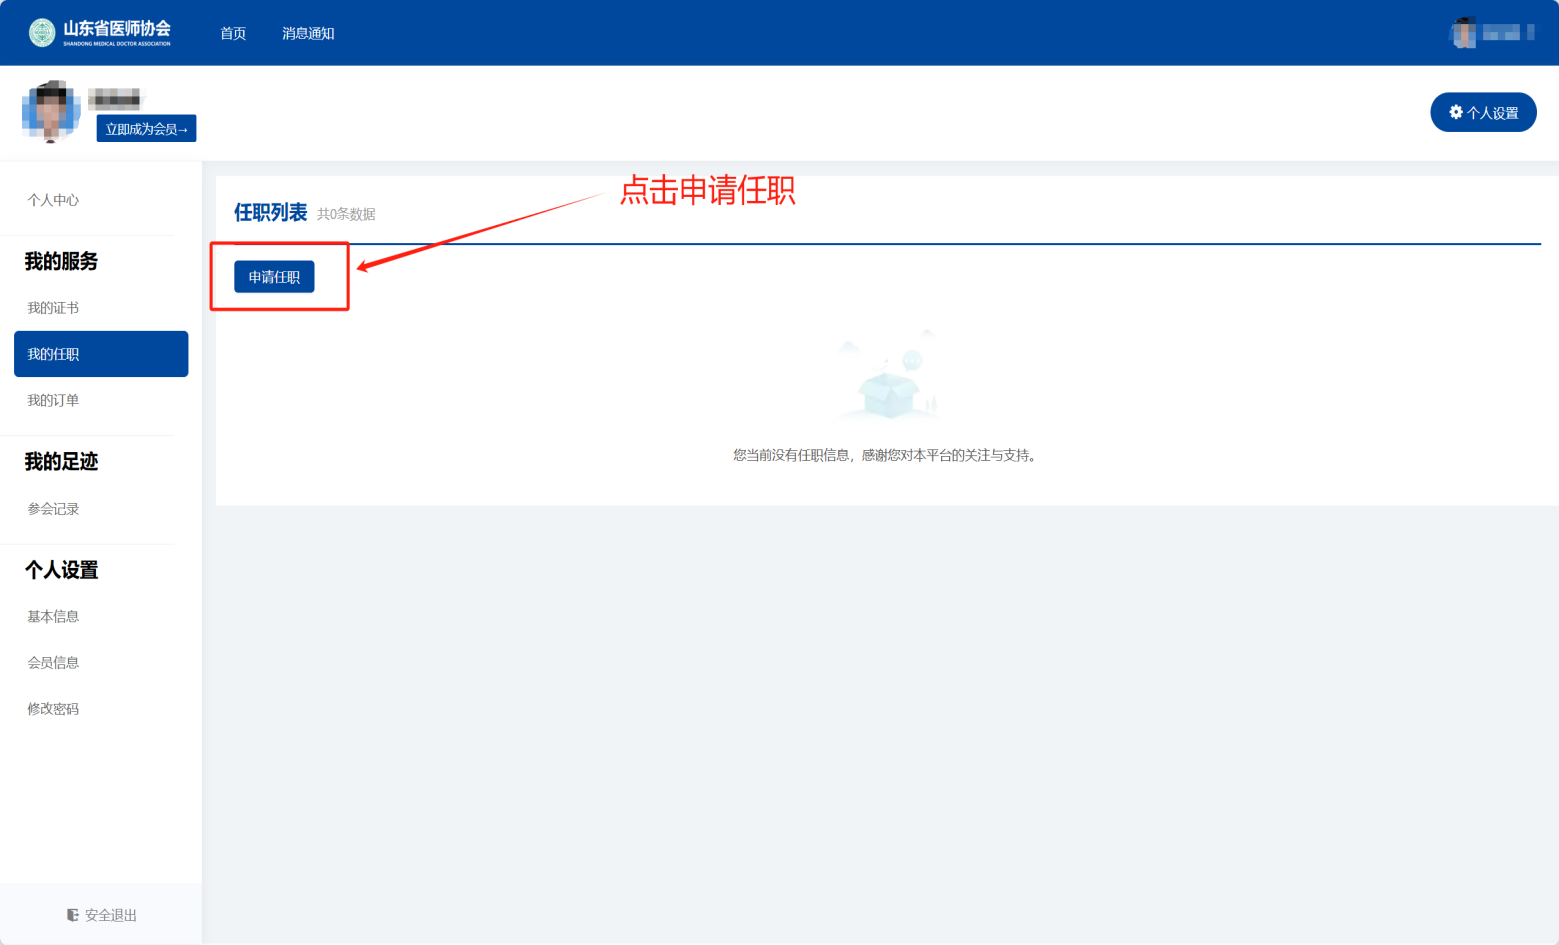 山东省医师协会
SHANDONG MEDICAL DOCTOR ASSOCIATION
首页
消息通知
立即成为会员→
个人设置
个人中心
我的服务
我的证书
我的任职
我的订单
我的足迹
参会记录
个人设置
基本信息
会员信息
修改密码
安全退出
任职列表 共0条数据
点击申请任职
申请任职
您当前没有任职信息，感谢您对本平台的关注与支持。